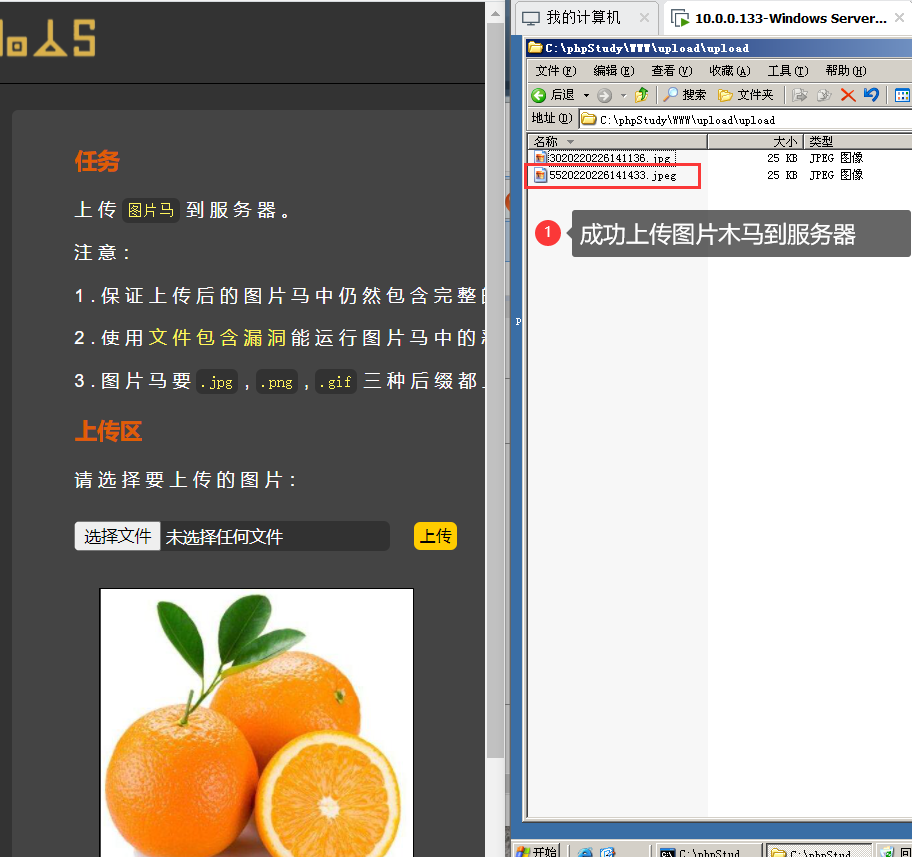 任务
上传 图片马 到服务器。
注意：
1.保证上传后的图片马中仍然包含完整的
2.使用文件包含漏洞能运行图片马中的
3.图片马要 .jpg , .png , .gif 三种后缀都
上传区
请选择要上传的图片：
选择文件 未选择任何文件 上传
我的计算机 × 10.0.0.133-Windows Server... ×
C:\phpStudy\WWW\upload\upload
文件(F) 编辑(E) 查看(V) 收藏(A) 工具(T) 帮助(H)
后退 搜索 文件夹
地址(D) C:\phpStudy\WWW\upload\upload
名称 大小 类型
3020220226141136.jpg 25 KB JPEG 图像
5520220226141433.jpeg 25 KB JPEG 图像
1 成功上传图片木马到服务器
P
开始 C:\phpStud... C:\phpStud... 回